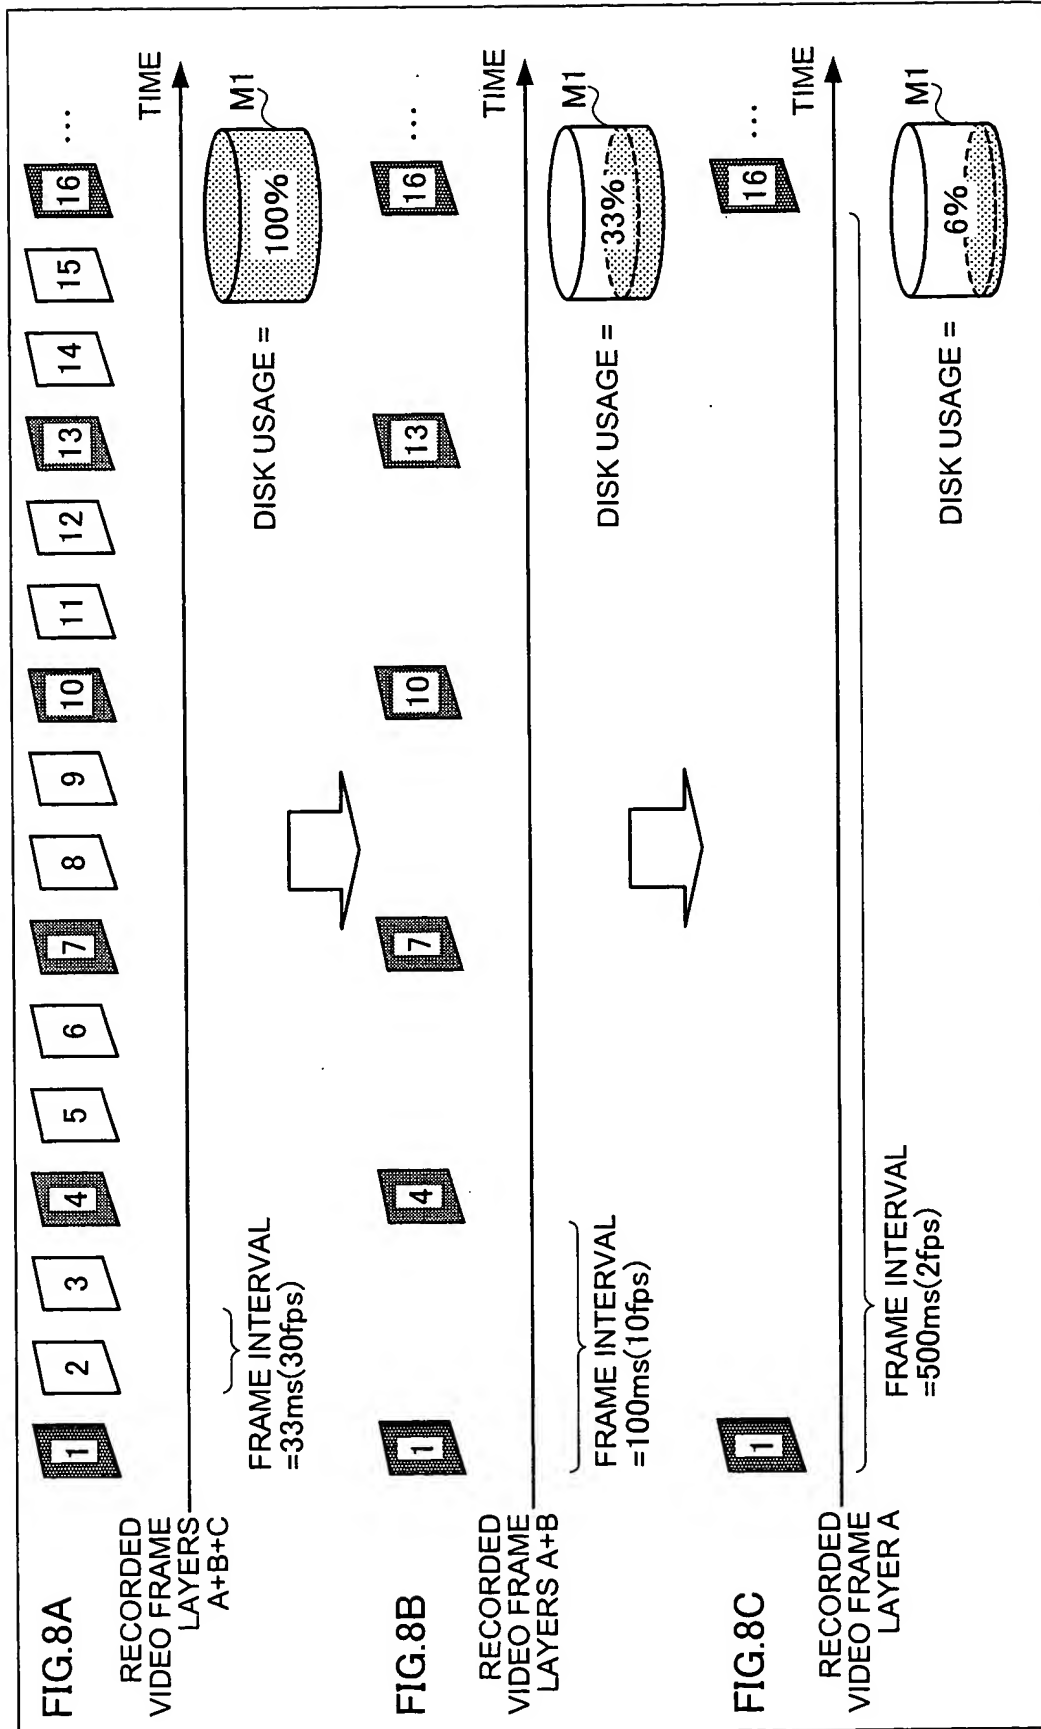 FIG.8A
1 2 3 4 5 6 7 8 9 10 11 12 13 14 15 16 ...
RECORDED
VIDEO FRAME
LAYERS
A+B+C
TIME
FRAME INTERVAL
=33ms(30fps)
DISK USAGE =
100%
M1
FIG.8B
1 4 7 10 13 16 ...
RECORDED
VIDEO FRAME
LAYERS A+B
TIME
FRAME INTERVAL
=100ms(10fps)
DISK USAGE =
33%
M1
FIG.8C
1 16 ...
RECORDED
VIDEO FRAME
LAYER A
TIME
FRAME INTERVAL
=500ms(2fps)
DISK USAGE =
6%
M1